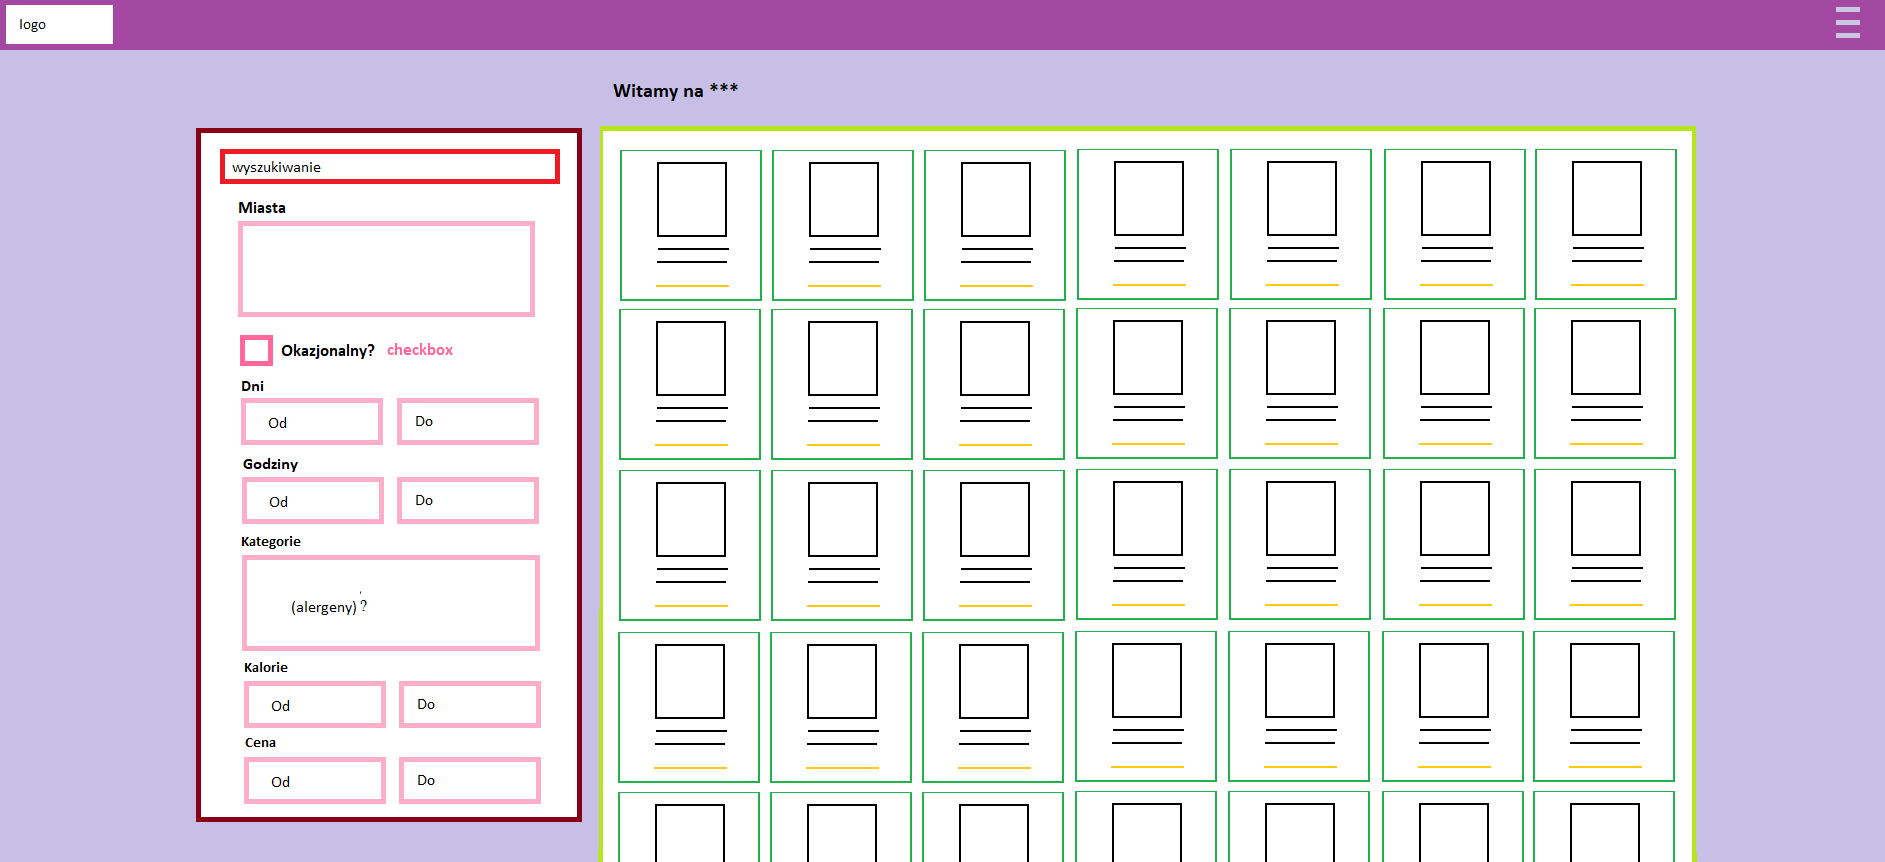 logo
Witamy na ***
wyszukiwanie
Miasta
Okazjonalny? checkbox
Dni
Od Do
Godziny
Od Do
Kategorie
(alergeny) ?
Kalorie
Od Do
Cena
Od Do